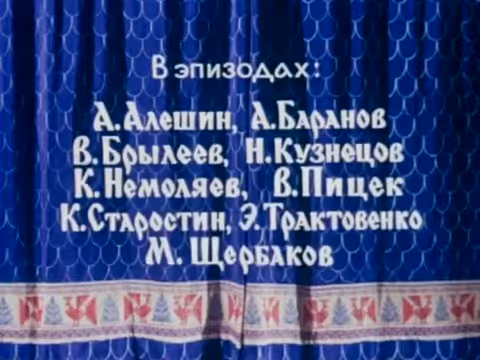 В эпизодах:
А. Алешин, А. Баранов
В. Брылеев, Н. Кузнецов
К. Немоляев, В. Пицек
К. Старостин, Э. Трактовенко
М. Щербаков